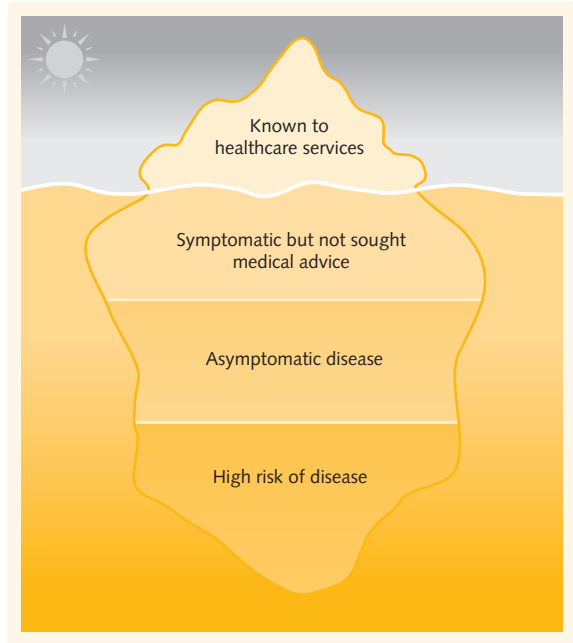 Known to
healthcare services
Symptomatic but not sought
medical advice
Asymptomatic disease
High risk of disease